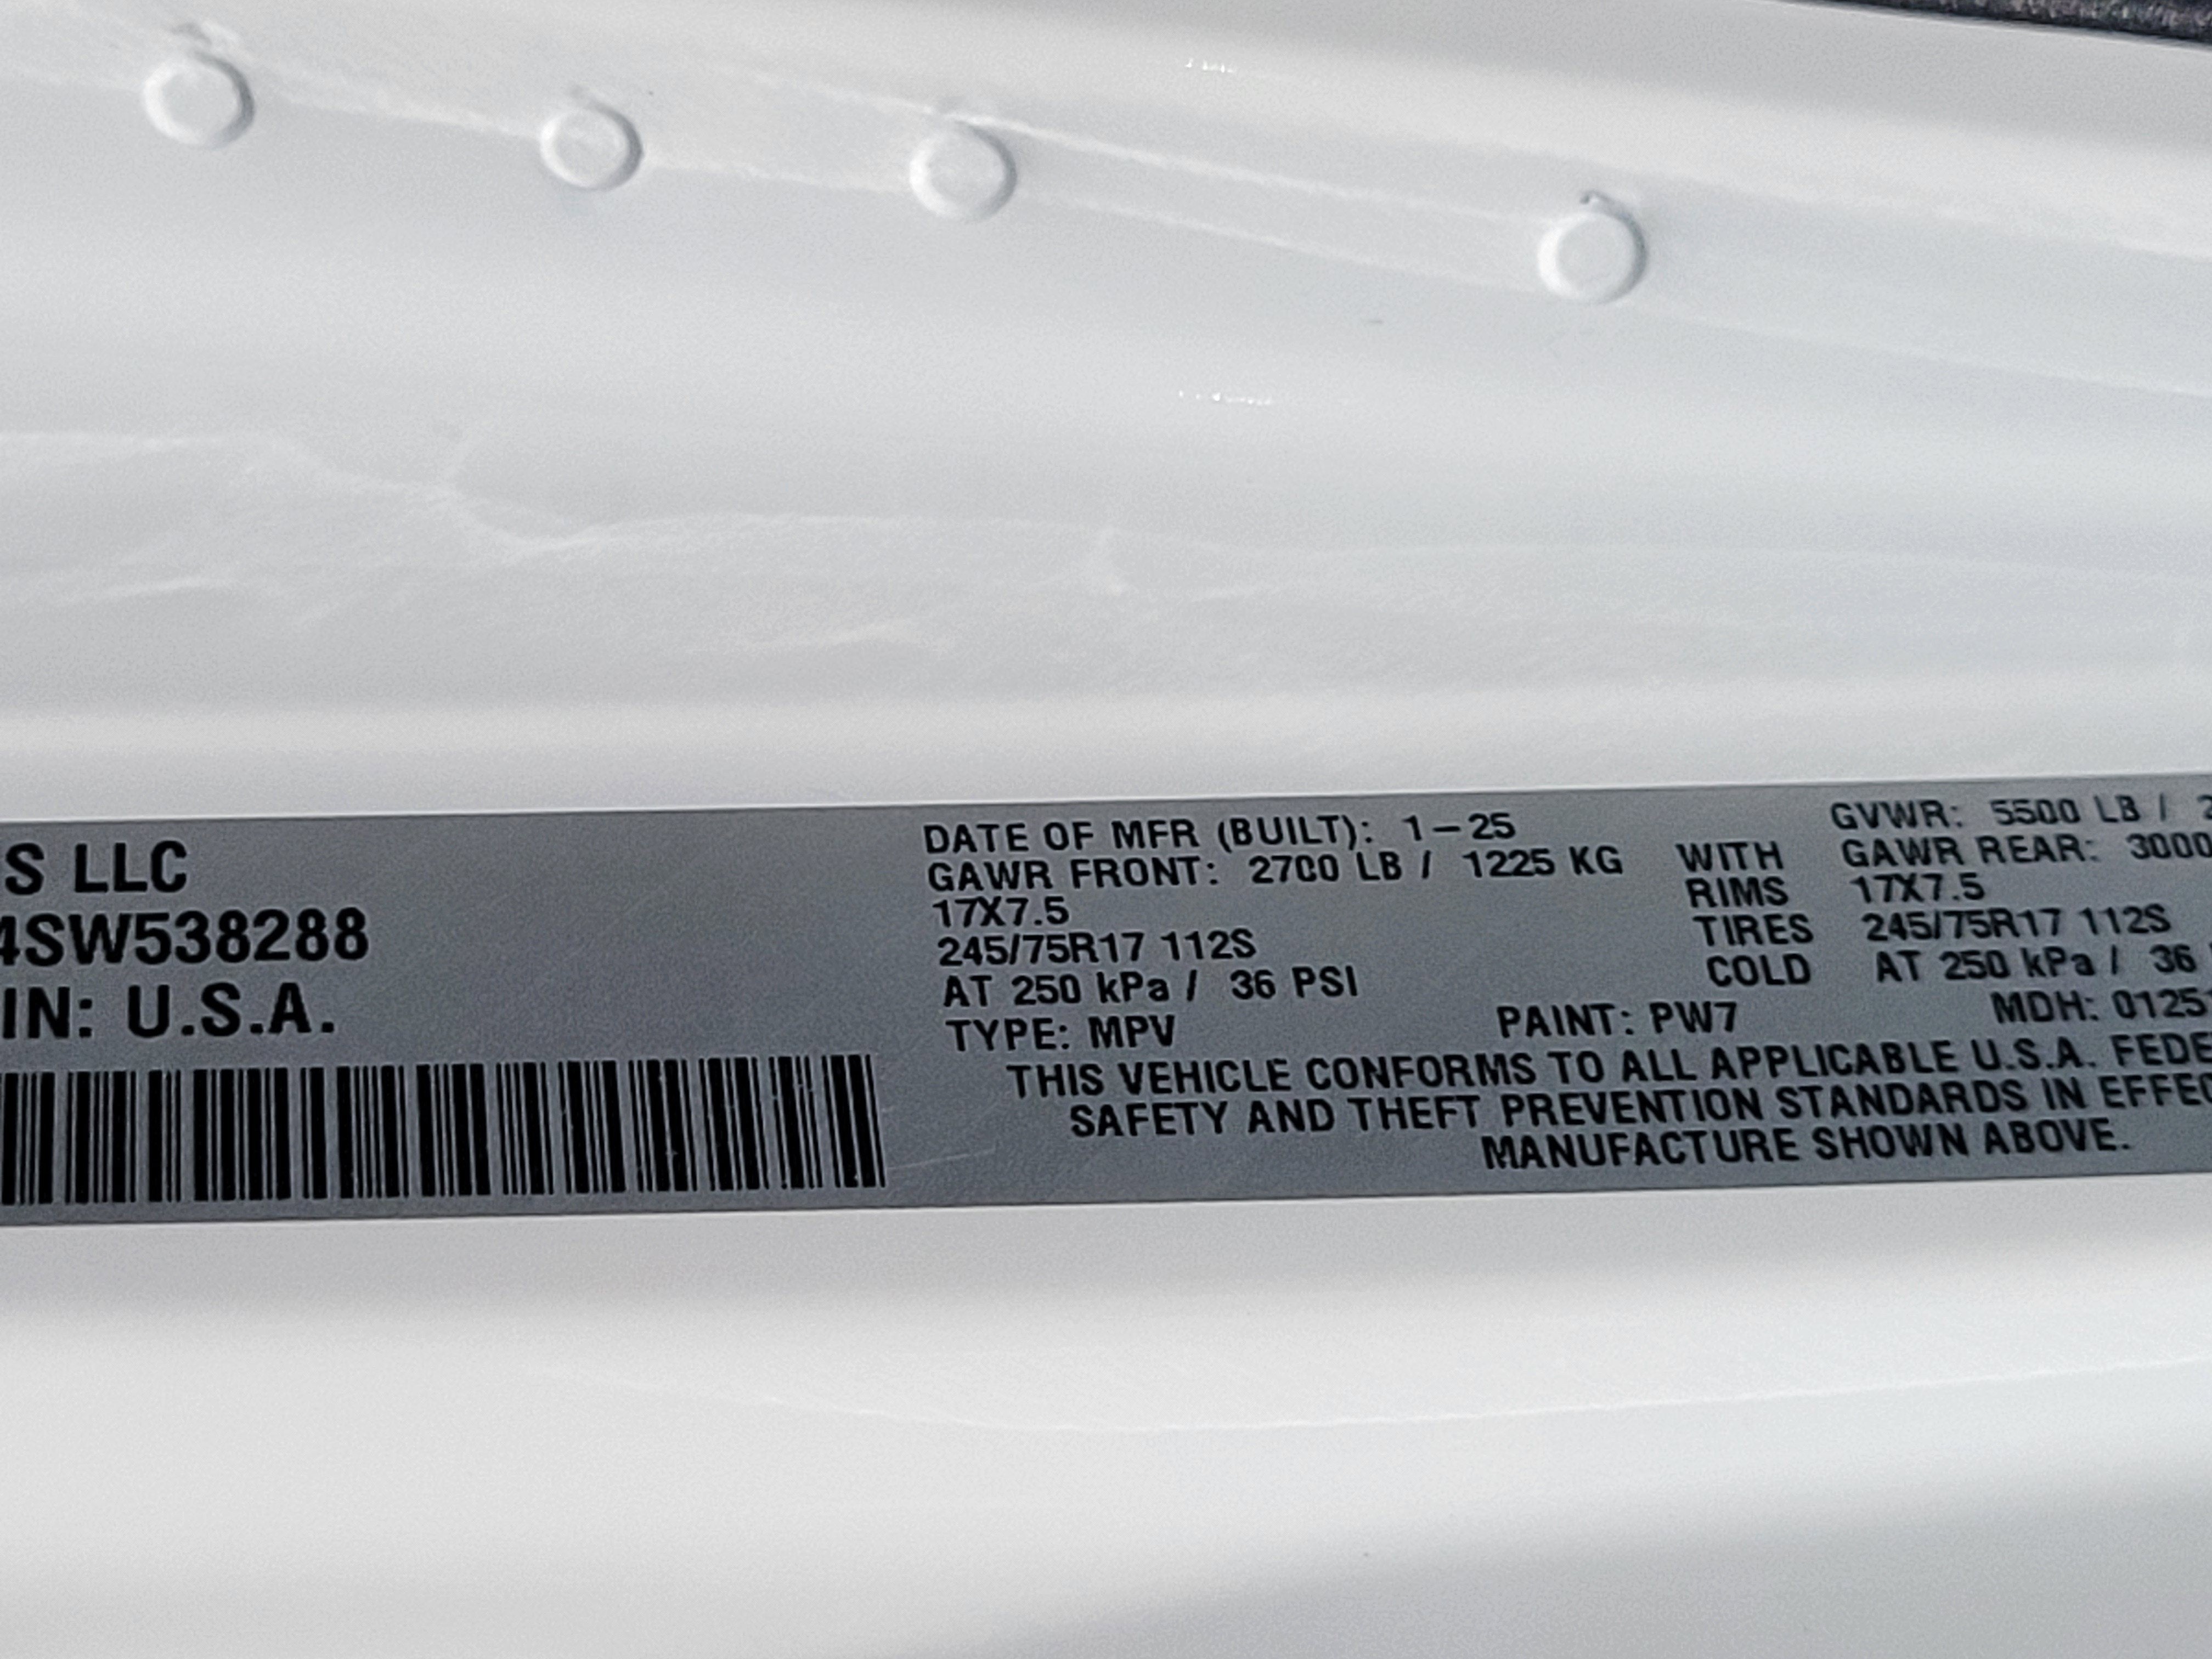 S LLC
4SW538288
IN: U.S.A.
DATE OF MFR (BUILT): 1-25 GVWR: 5500 LB /
GAWR FRONT: 2700 LB / 1225 KG WITH GAWR REAR: 3000
17X7.5 RIMS 17X7.5
245/75R17 112S TIRES 245/75R17 112S
AT 250 kPa / 36 PSI COLD AT 250 kPa / 36
TYPE: MPV PAINT: PW7 MDH: 0125
THIS VEHICLE CONFORMS TO ALL APPLICABLE U.S.A. FEDE
SAFETY AND THEFT PREVENTION STANDARDS IN EFFEC
MANUFACTURE SHOWN ABOVE.